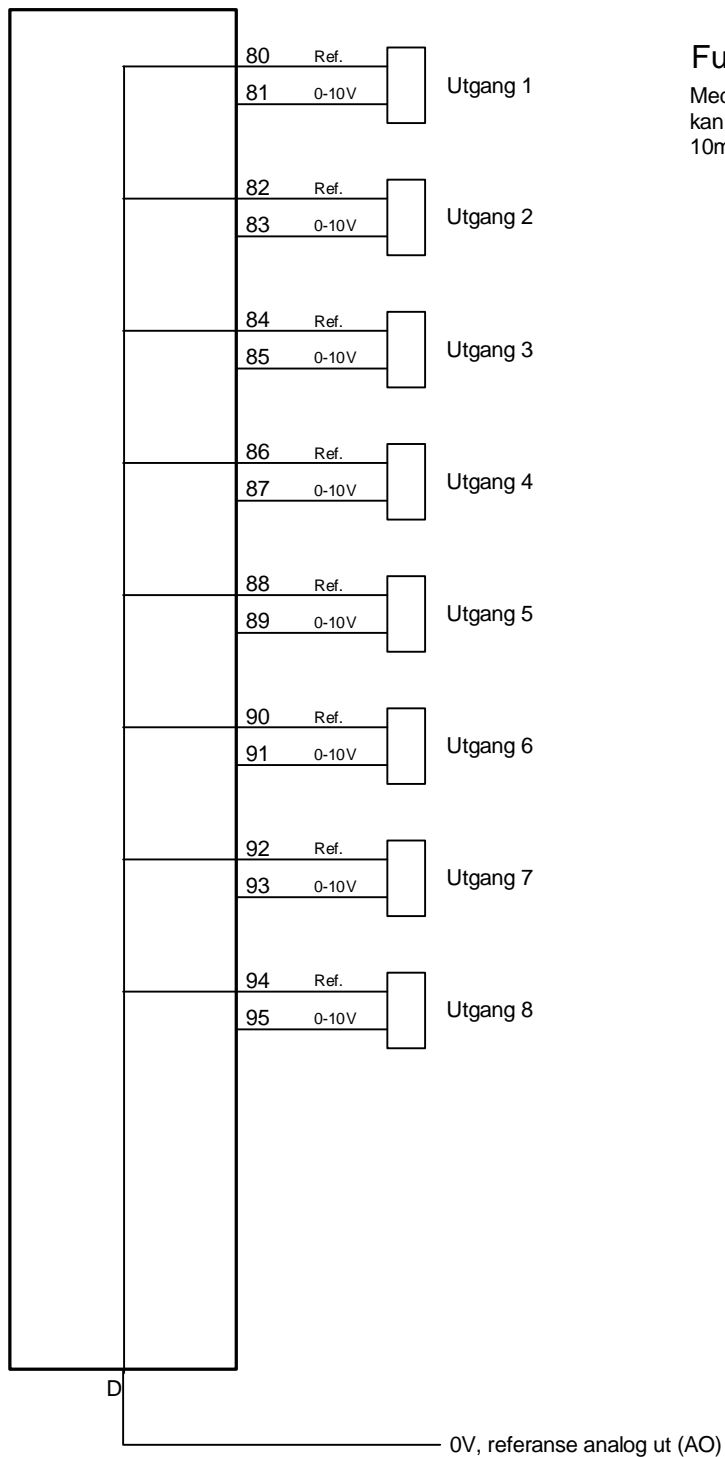 80 Ref.
81 0-10V
Utgang 1
82 Ref.
83 0-10V
Utgang 2
84 Ref.
85 0-10V
Utgang 3
86 Ref.
87 0-10V
Utgang 4
88 Ref.
89 0-10V
Utgang 5
90 Ref.
91 0-10V
Utgang 6
92 Ref.
93 0-10V
Utgang 7
94 Ref.
95 0-10V
Utgang 8
kan
D
0V, referanse analog ut (AO)